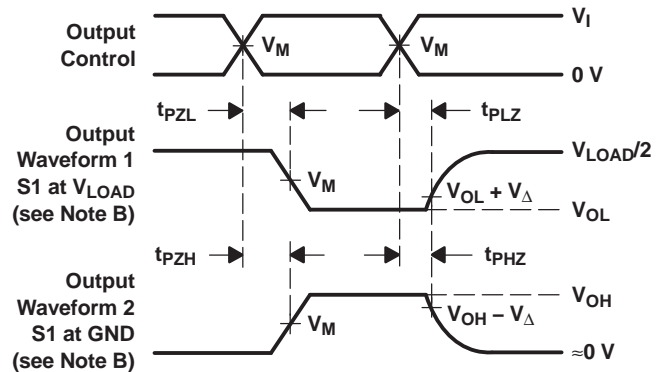 Output
Control
V_M
V_M
V_I
0 V
t_PZL
t_PLZ
Output
Waveform 1
S1 at V_LOAD
(see Note B)
V_M
V_LOAD/2
V_OL + V_Δ
V_OL
t_PZH
t_PHZ
Output
Waveform 2
S1 at GND
(see Note B)
V_M
V_OH
V_OH − V_Δ
≈0 V